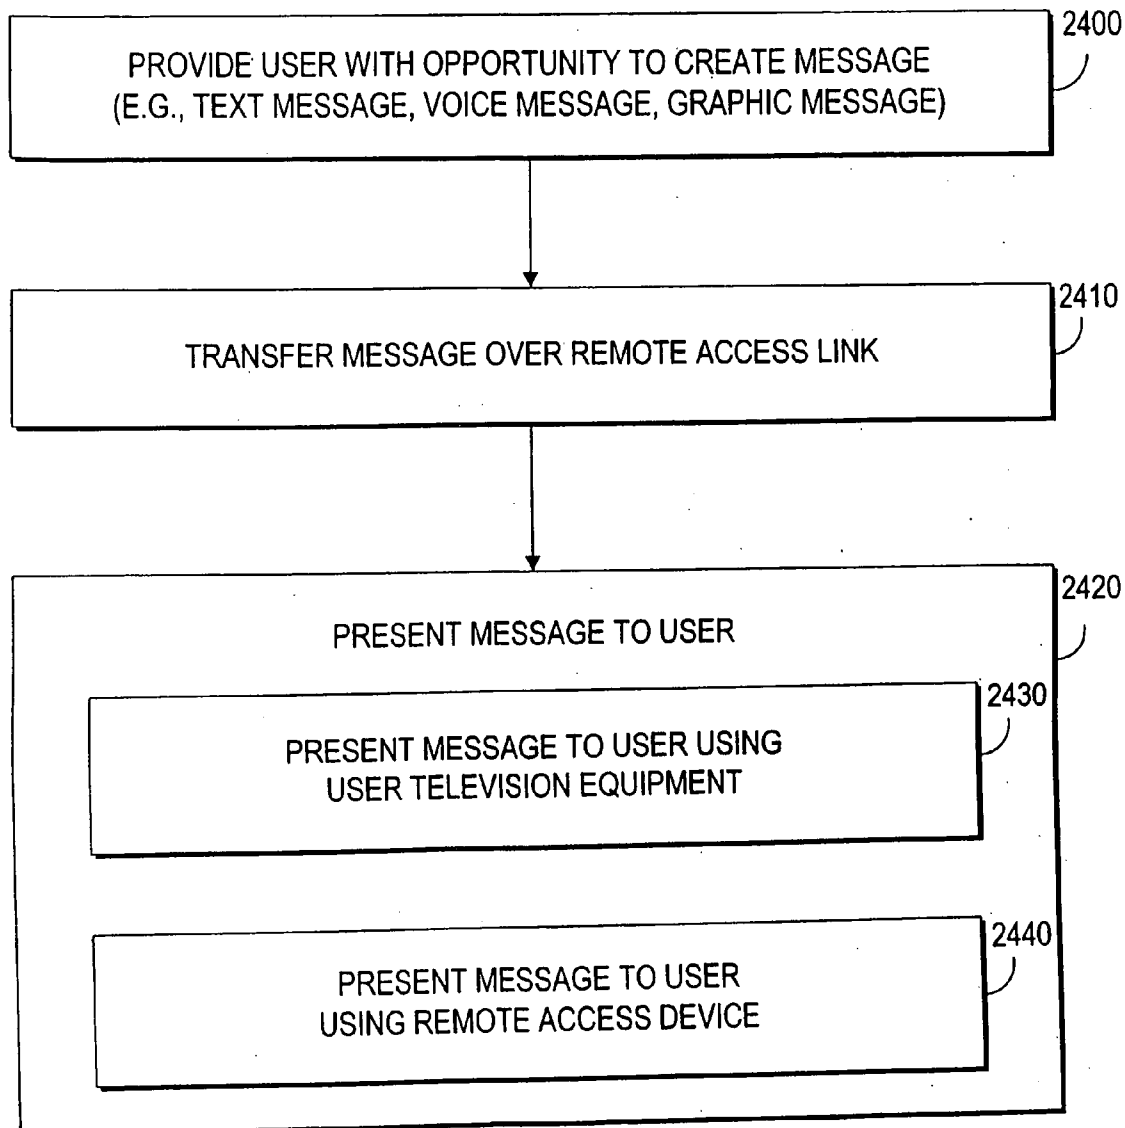 2400
PROVIDE USER WITH OPPORTUNITY TO CREATE MESSAGE
(E.G., TEXT MESSAGE, VOICE MESSAGE, GRAPHIC MESSAGE)
2410
TRANSFER MESSAGE OVER REMOTE ACCESS LINK
2420
PRESENT MESSAGE TO USER
2430
PRESENT MESSAGE TO USER USING
USER TELEVISION EQUIPMENT
2440
PRESENT MESSAGE TO USER
USING REMOTE ACCESS DEVICE